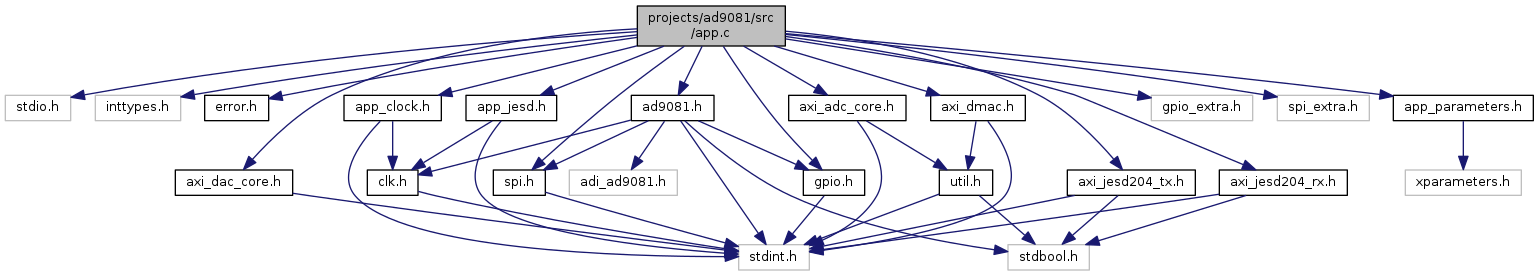 projects/ad9081/src
/app.c
stdio.h
inttypes.h
error.h
app_clock.h
app_jesd.h
ad9081.h
axi_adc_core.h
axi_dmac.h
gpio_extra.h
spi_extra.h
app_parameters.h
axi_dac_core.h
clk.h
spi.h
adi_ad9081.h
gpio.h
util.h
axi_jesd204_tx.h
axi_jesd204_rx.h
xparameters.h
stdint.h
stdbool.h